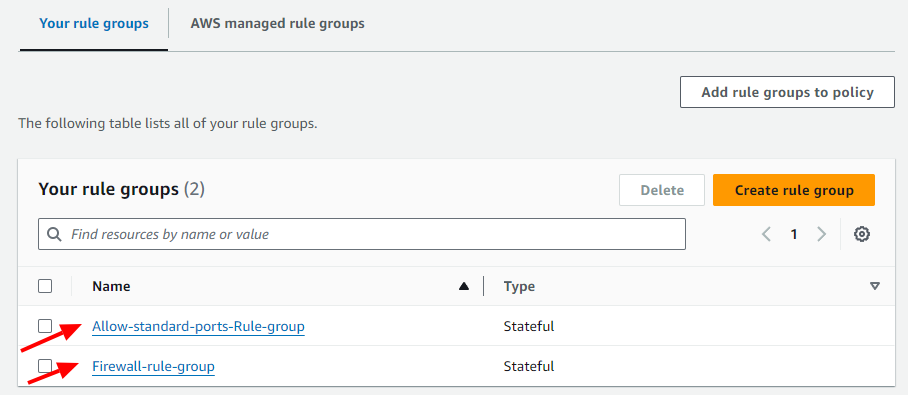 Your rule groups AWS managed rule groups
Add rule groups to policy
The following table lists all of your rule groups.
Your rule groups (2) Delete Create rule group
Find resources by name or value 1
Name Type
Allow-standard-ports-Rule-group Stateful
Firewall-rule-group Stateful